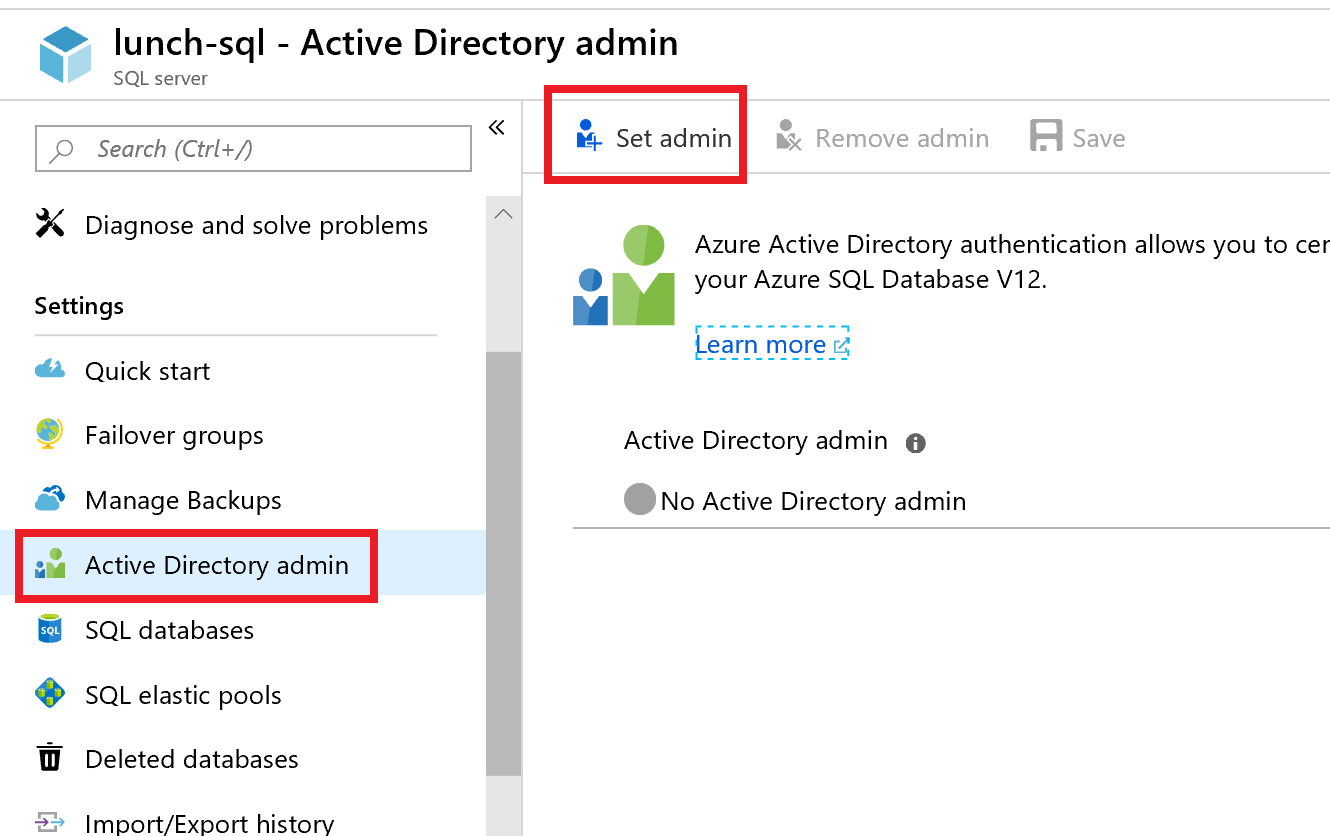 lunch-sql - Active Directory admin
SQL server
Search (Ctrl+/)
«
Set admin
Remove admin
Save
Diagnose and solve problems
Settings
Quick start
Failover groups
Manage Backups
Active Directory admin
SQL databases
SQL elastic pools
Deleted databases
Import/Export history
Azure Active Directory authentication allows you to cen
your Azure SQL Database V12.
Learn more
Active Directory admin
No Active Directory admin
SQL